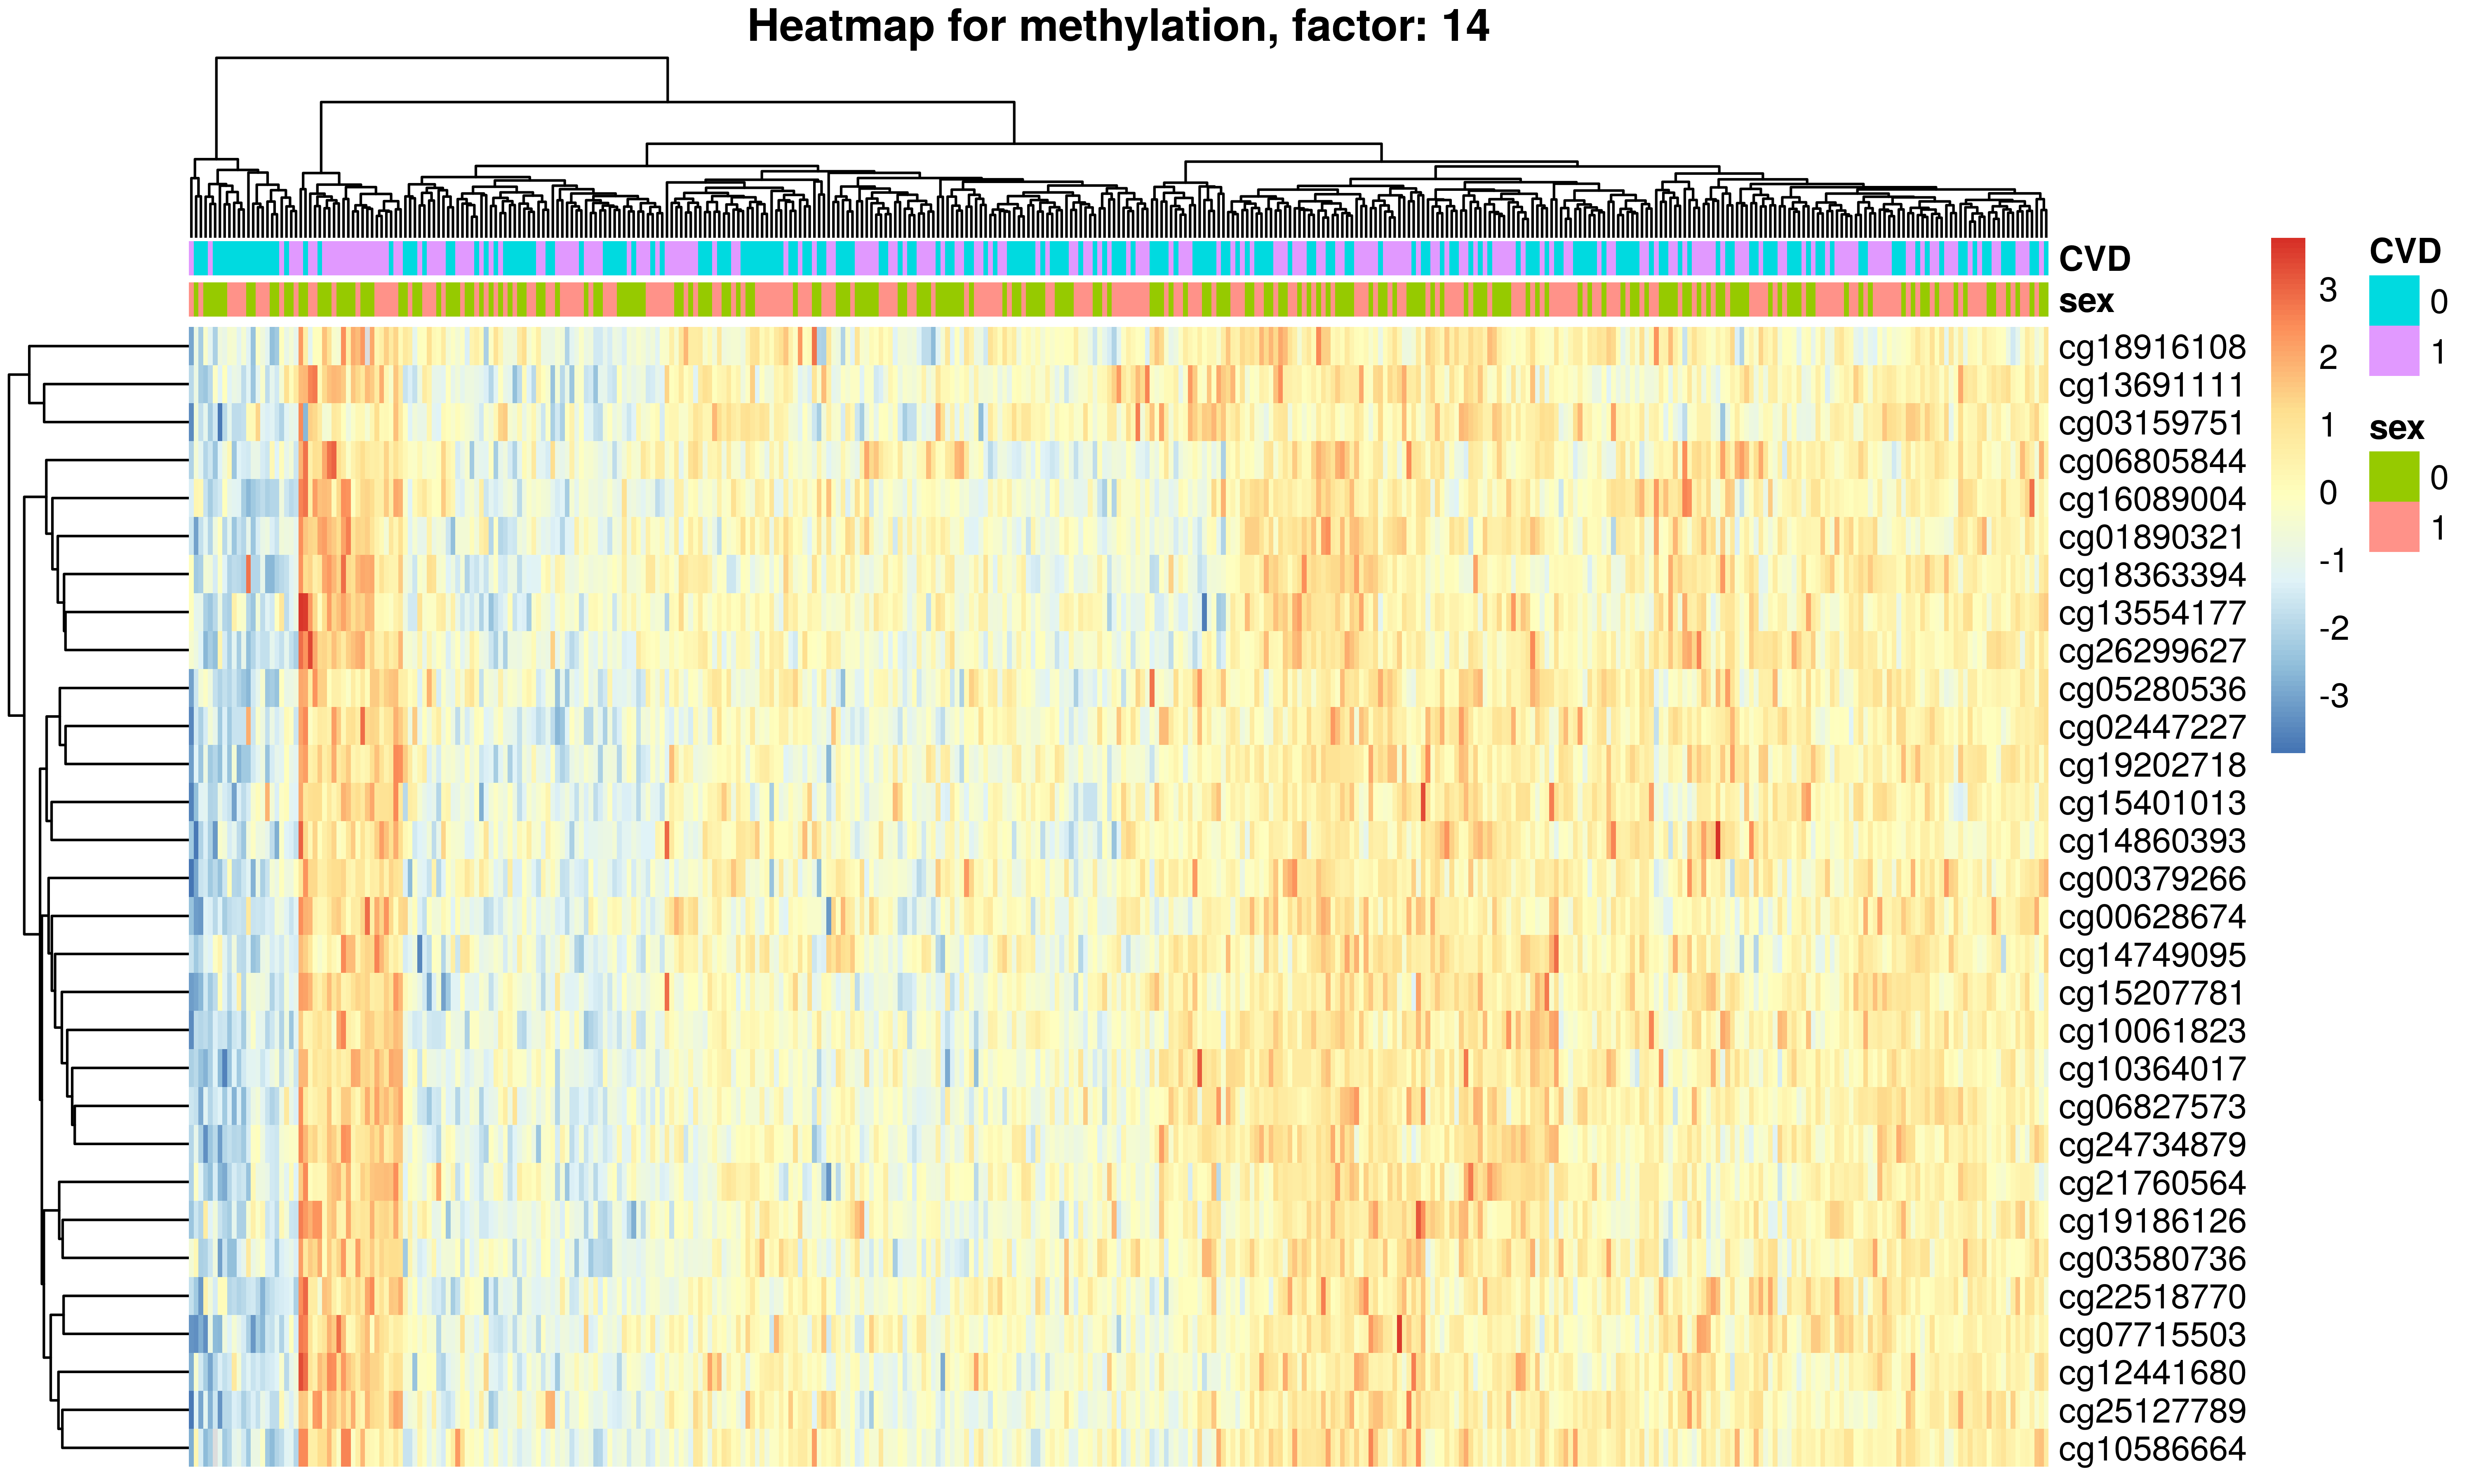 Heatmap for methylation, factor: 14
CVD
sex
cg18916108
cg13691111
cg03159751
cg06805844
cg16089004
cg01890321
cg18363394
cg13554177
cg26299627
cg05280536
cg02447227
cg19202718
cg15401013
cg14860393
cg00379266
cg00628674
cg14749095
cg15207781
cg10061823
cg10364017
cg06827573
cg24734879
cg21760564
cg19186126
cg03580736
cg22518770
cg07715503
cg12441680
cg25127789
cg10586664
3
2
1
0
-1
-2
-3
CVD
0
1
sex
0
1